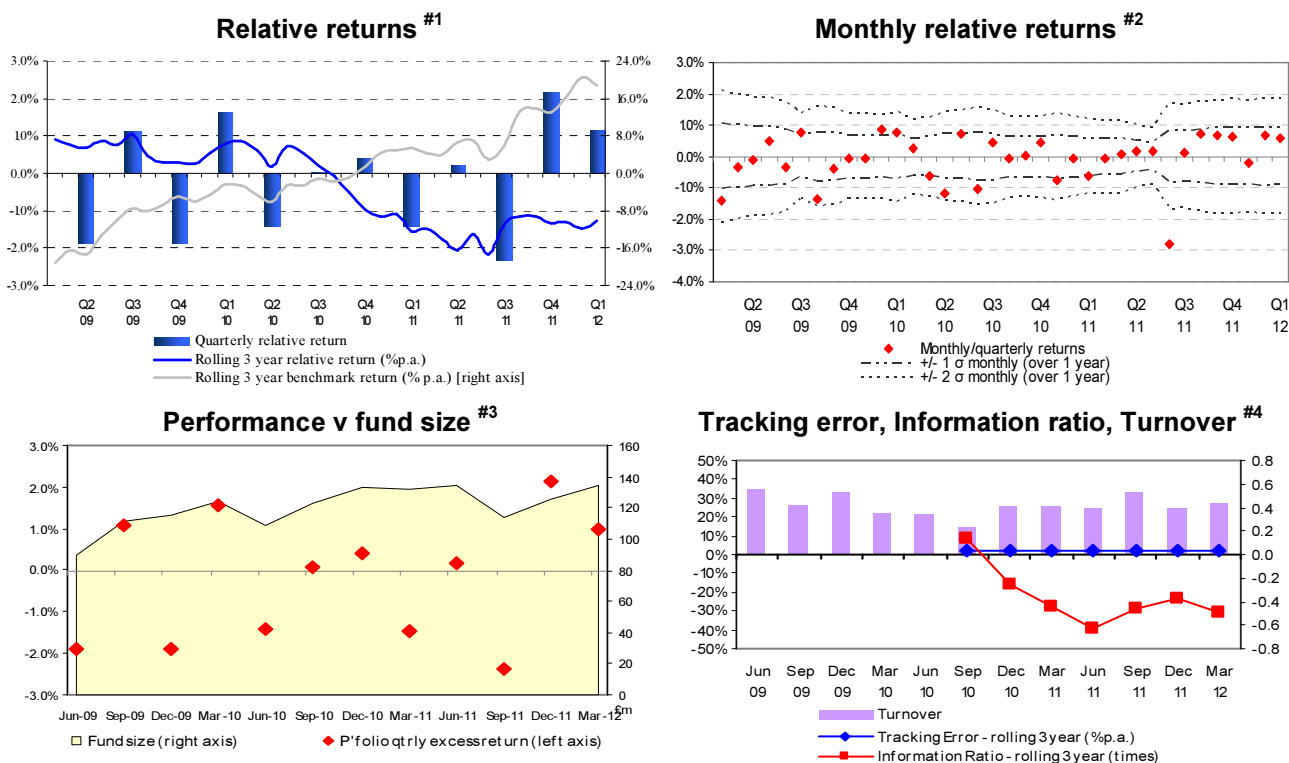 Relative returns #1
3.0%
2.0%
1.0%
0.0%
-1.0%
-2.0%
-3.0%
24.0%
16.0%
8.0%
0.0%
-8.0%
-16.0%
-24.0%
Q2 Q3 Q4 Q1 Q2 Q3 Q4 Q1 Q2 Q3 Q4 Q1
09 09 09 10 10 10 10 11 11 11 11 12
Quarterly relative return
Rolling 3 year relative return (%p.a.)
Rolling 3 year benchmark return (% p.a.) [right axis]
Monthly relative returns #2
3.0%
2.0%
1.0%
0.0%
-1.0%
-2.0%
-3.0%
-4.0%
Q2 Q3 Q4 Q1 Q2 Q3 Q4 Q1 Q2 Q3 Q4 Q1
09 09 09 10 10 10 10 11 11 11 11 12
Monthly/quarterly returns
+/- 1 σ monthly (over 1 year)
+/- 2 σ monthly (over 1 year)
Performance v fund size #3
3.0%
2.0%
1.0%
0.0%
-1.0%
-2.0%
-3.0%
160
140
120
100
80
60
40
20
0
£m
Jun-09 Sep-09 Dec-09 Mar-10 Jun-10 Sep-10 Dec-10 Mar-11 Jun-11 Sep-11 Dec-11 Mar-12
Fund size (right axis)
P'folio qtrly excess return (left axis)
Tracking error, Information ratio, Turnover #4
50%
40%
30%
20%
10%
0%
-10%
-20%
-30%
-40%
-50%
0.8
0.6
0.4
0.2
0.0
-0.2
-0.4
-0.6
-0.8
Jun Sep Dec Mar Jun Sep Dec Mar Jun Sep Dec Mar
09 09 09 10 10 10 10 11 11 11 11 12
Turnover
Tracking Error - rolling 3 year (%p.a.)
Information Ratio - rolling 3 year (times)